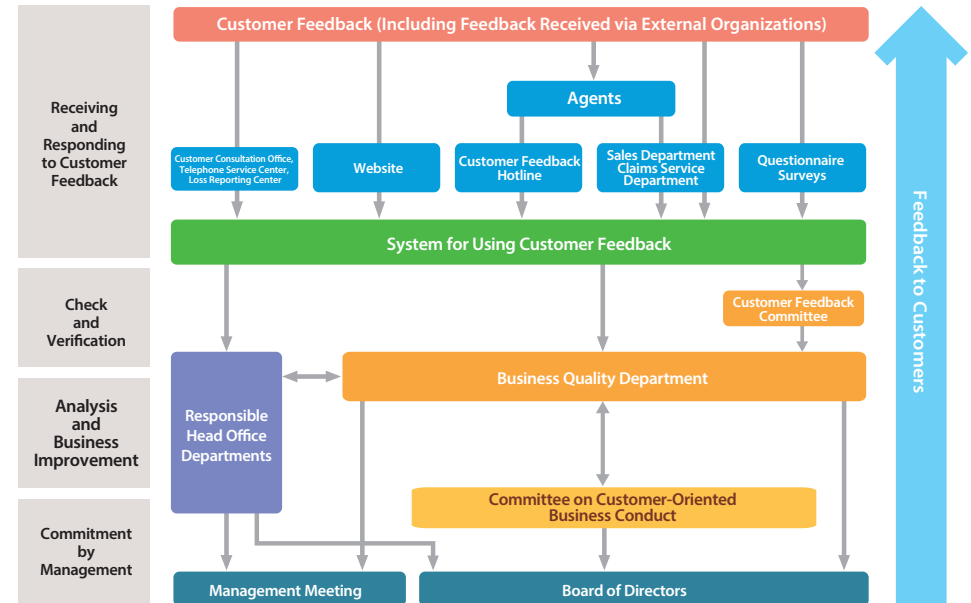 Customer Feedback (Including Feedback Received via External Organizations)
Receiving
and
Responding
to Customer
Feedback
Agents
Customer Consultation Office,
Telephone Service Center,
Loss Reporting Center
Website
Customer Feedback
Hotline
Sales Department
Claims Service
Department
Questionnaire
Surveys
System for Using Customer Feedback
Feedback to Customers
Check
and
Verification
Customer Feedback
Committee
Business Quality Department
Analysis
and
Business
Improvement
Responsible
Head Office
Departments
Committee on Customer-Oriented
Business Conduct
Commitment
by
Management
Management Meeting
Board of Directors